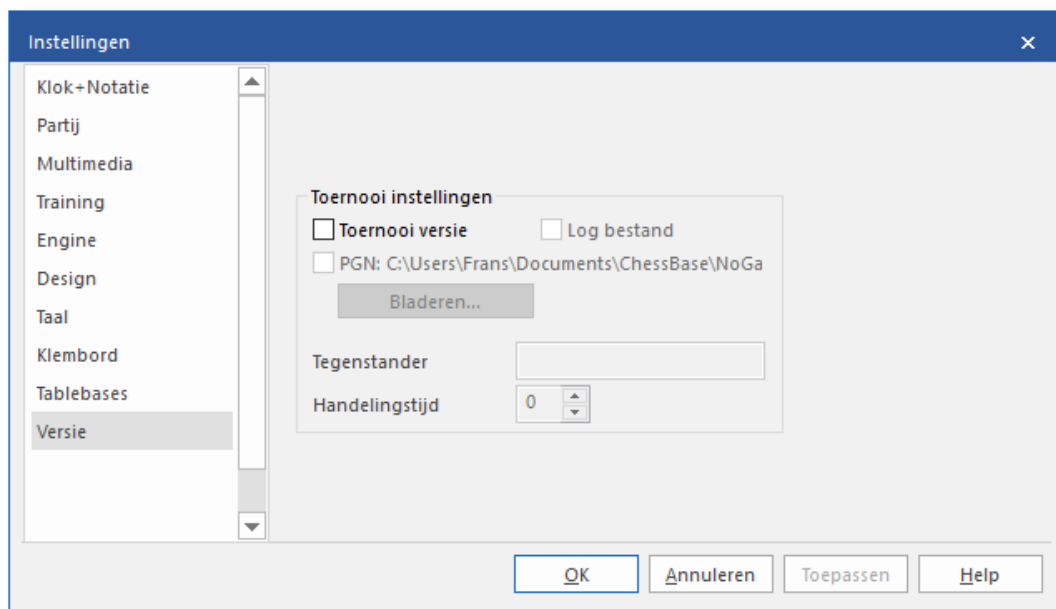 Instellingen
Klok+Notatie
Partij
Multimedia
Training
Engine
Design
Taal
Klembord
Tablebases
Versie
Toernooi instellingen
Toernooi versie Log bestand
PGN: C:\Users\Frans\Documents\ChessBase\NoGa
Bladeren...
Tegenstander
Handelingstijd 0
OK Annuleren Toepassen Help